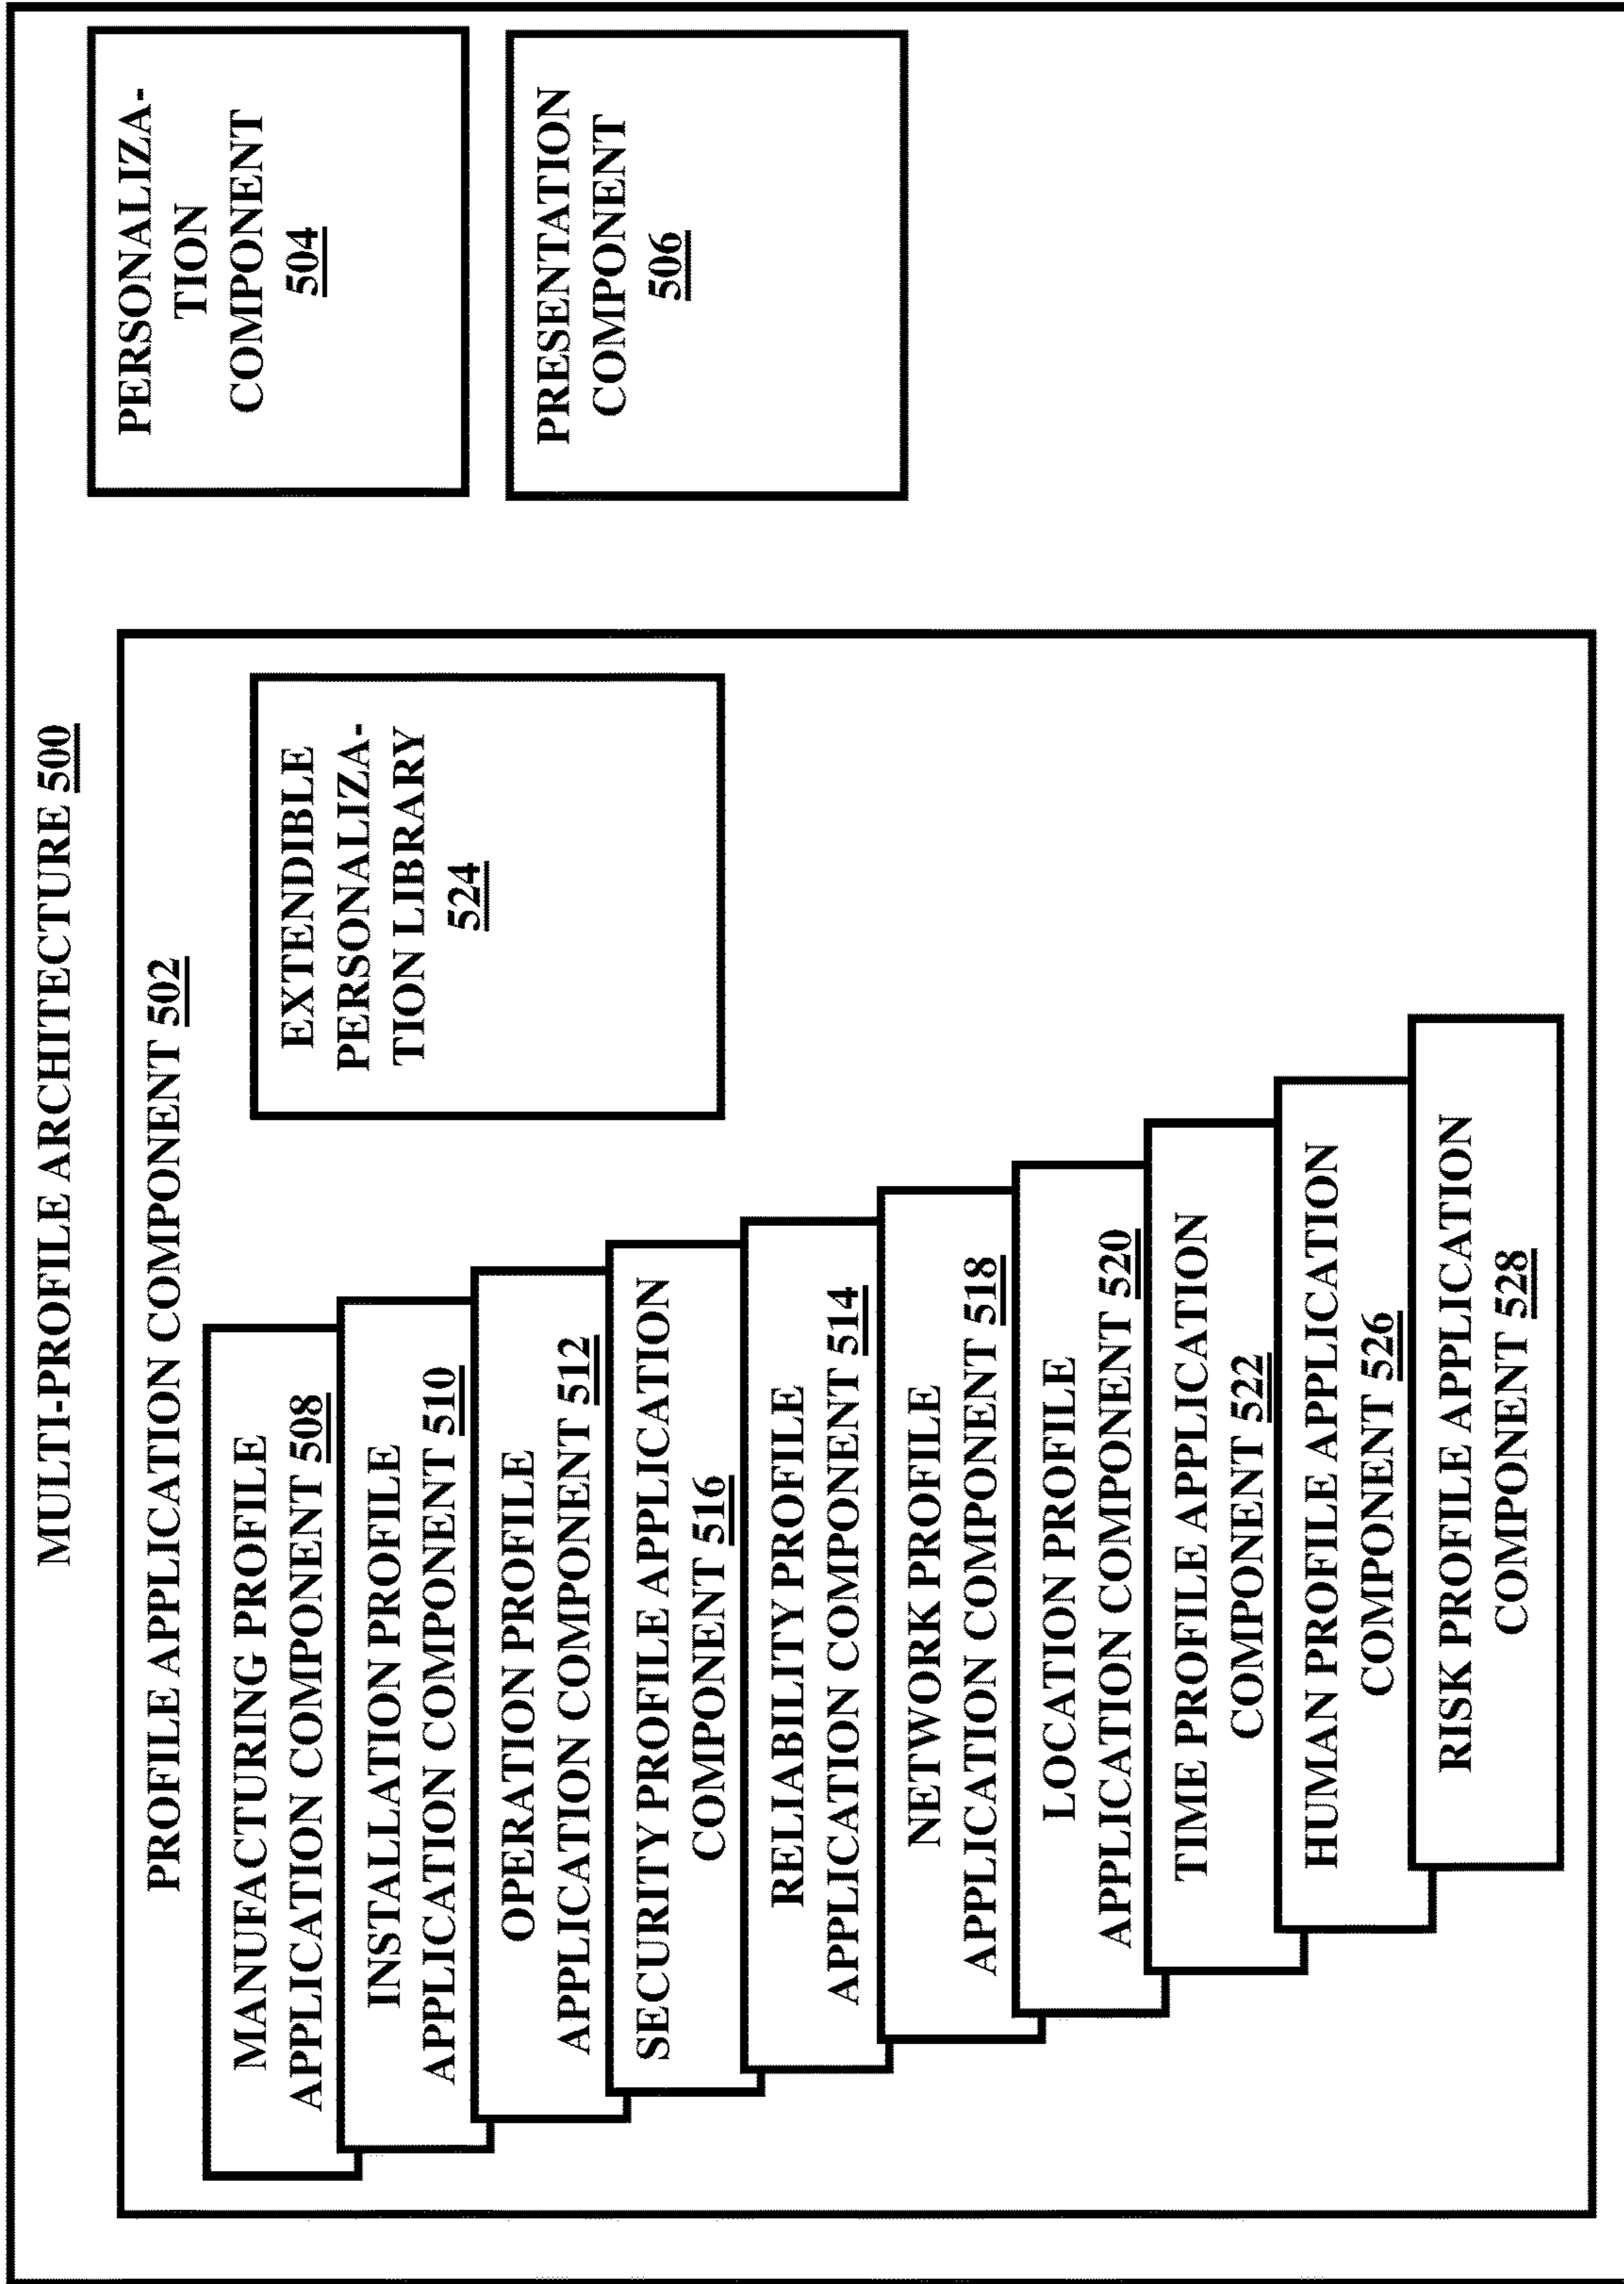 MULTI-PROFILE ARCHITECTURE 500
PROFILE APPLICATION COMPONENT 502
MANUFACTURING PROFILE
APPLICATION COMPONENT 508
INSTALLATION PROFILE
APPLICATION COMPONENT 510
OPERATION PROFILE
APPLICATION COMPONENT 512
SECURITY PROFILE APPLICATION
COMPONENT 516
RELIABILITY PROFILE
APPLICATION COMPONENT 514
NETWORK PROFILE
APPLICATION COMPONENT 518
LOCATION PROFILE
APPLICATION COMPONENT 520
TIME PROFILE APPLICATION
COMPONENT 522
HUMAN PROFILE APPLICATION
COMPONENT 526
RISK PROFILE APPLICATION
COMPONENT 528
EXTENDIBLE
PERSONALIZA-
TION LIBRARY
524
PERSONALIZA-
TION
COMPONENT
504
PRESENTATION
COMPONENT
506